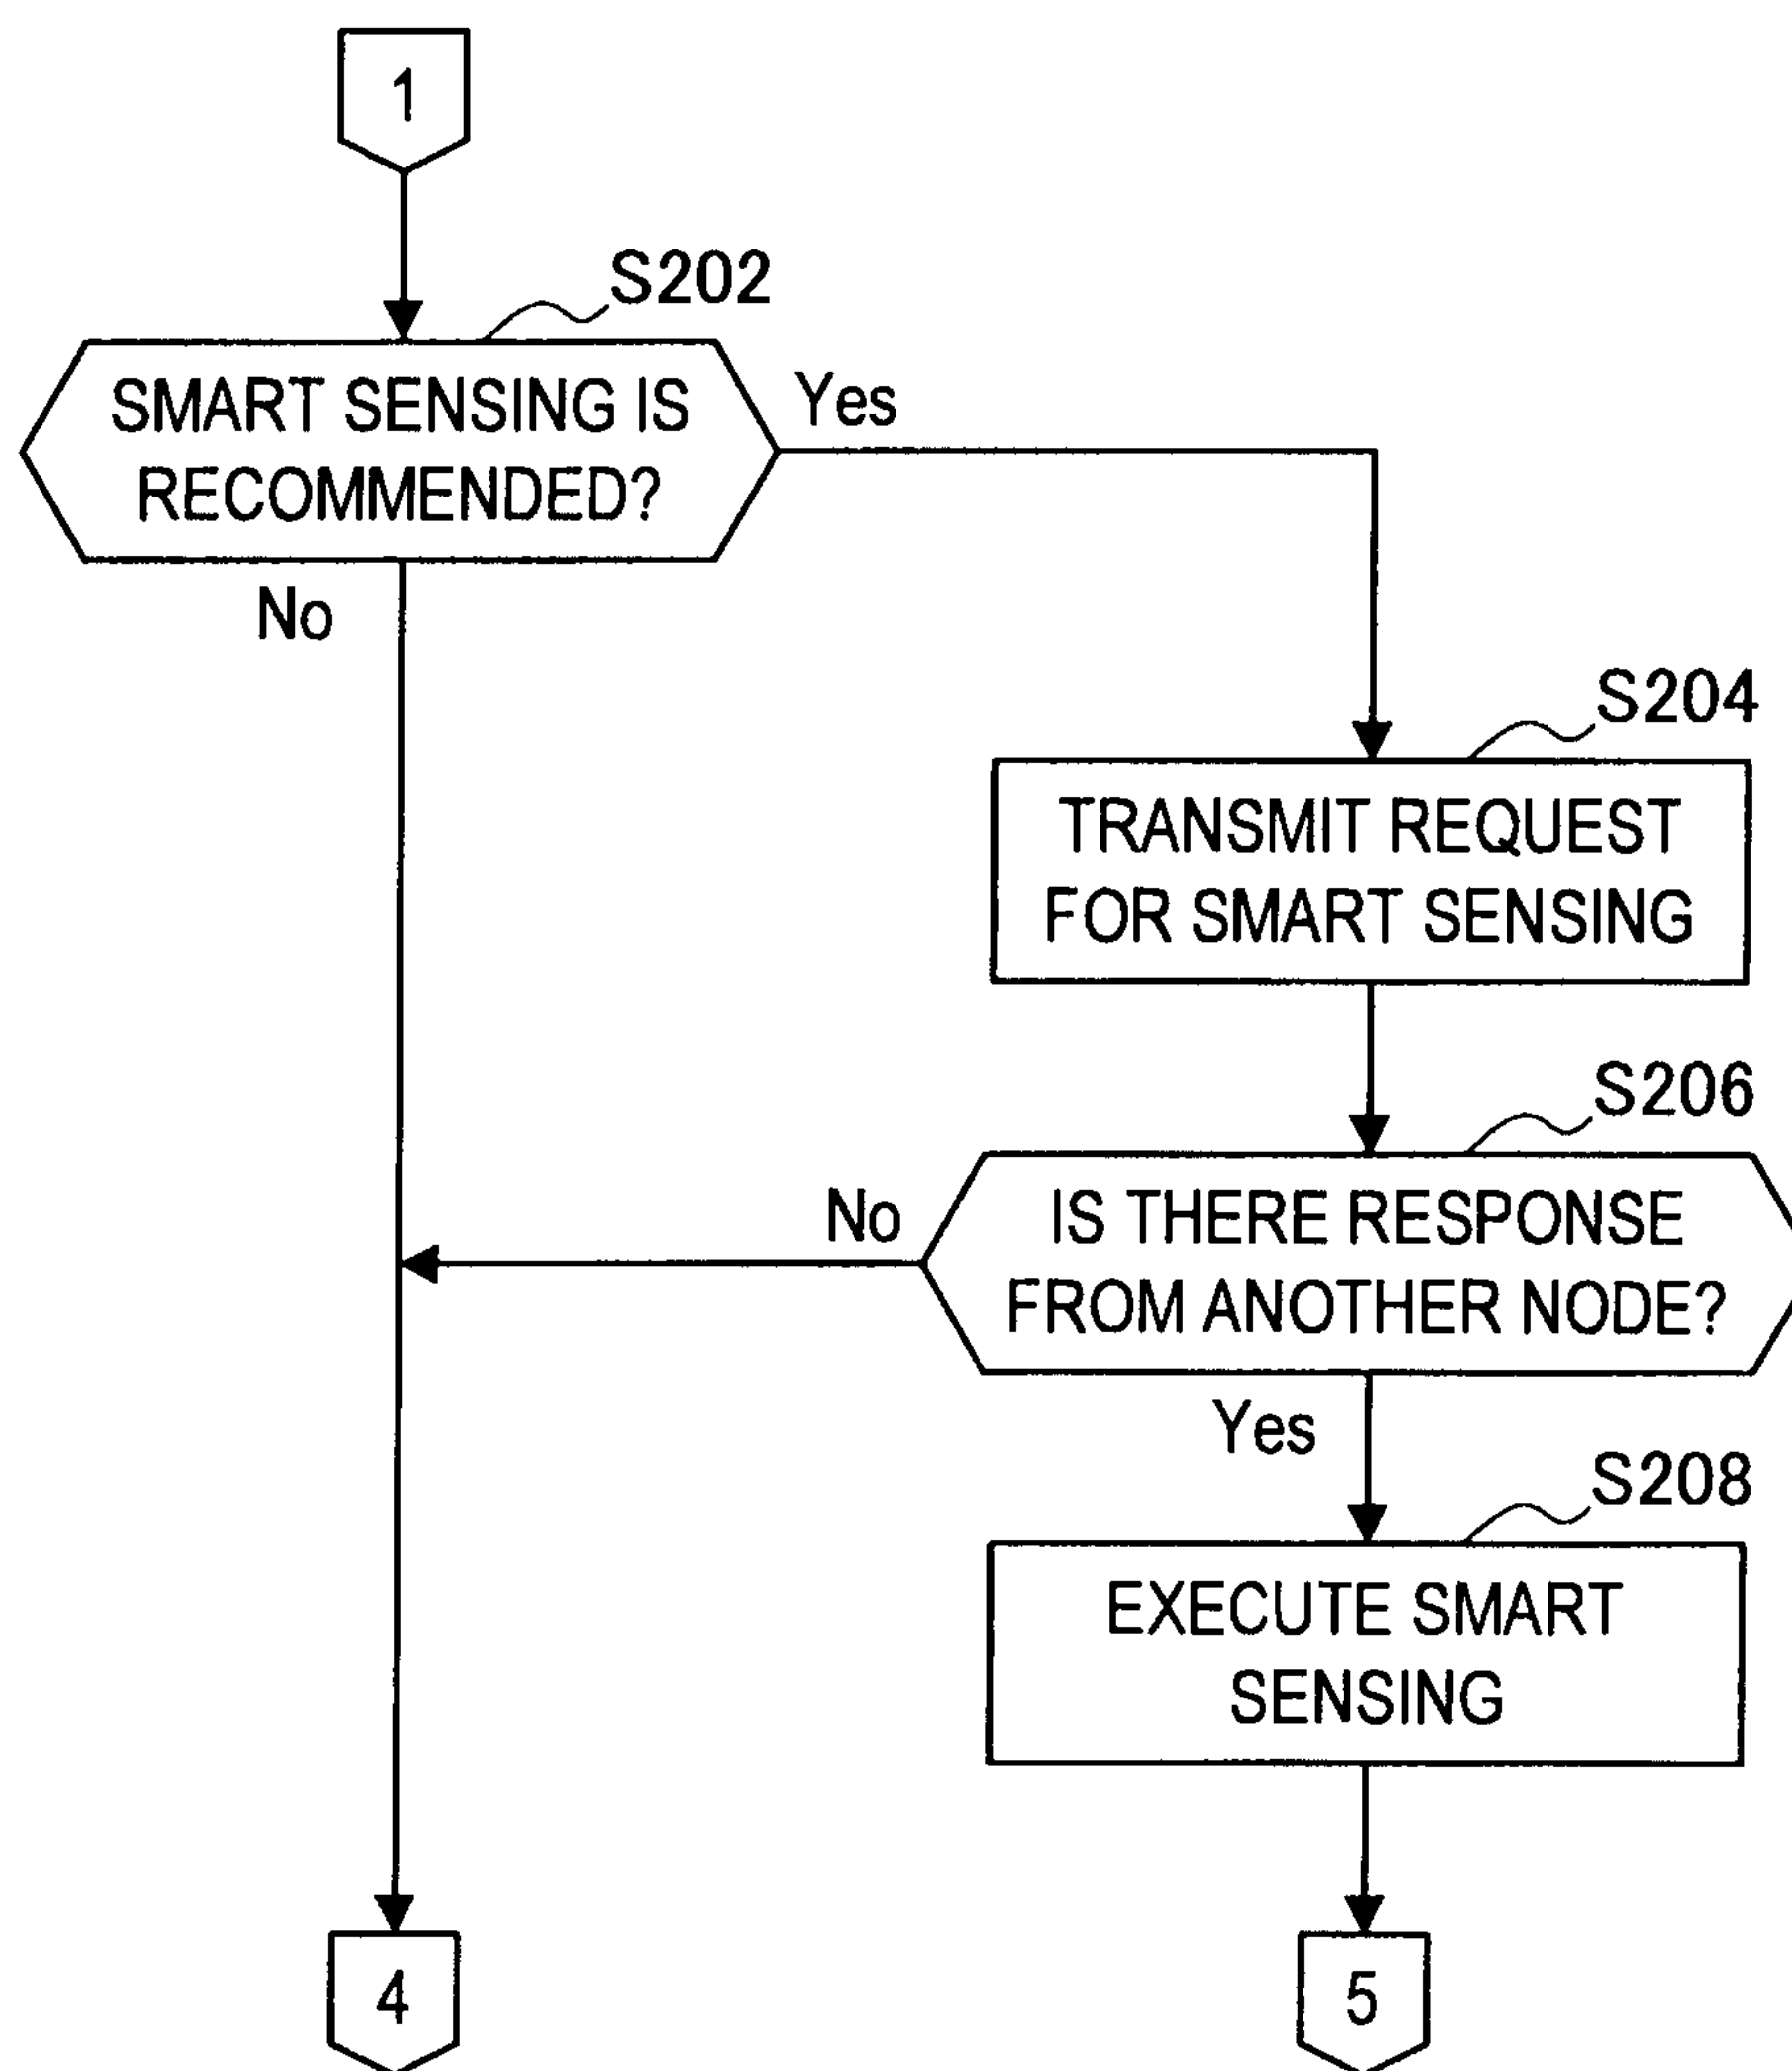 1
S202
SMART SENSING IS
RECOMMENDED?
Yes
No
S204
TRANSMIT REQUEST
FOR SMART SENSING
S206
No
IS THERE RESPONSE
FROM ANOTHER NODE?
Yes
S208
EXECUTE SMART
SENSING
4
5